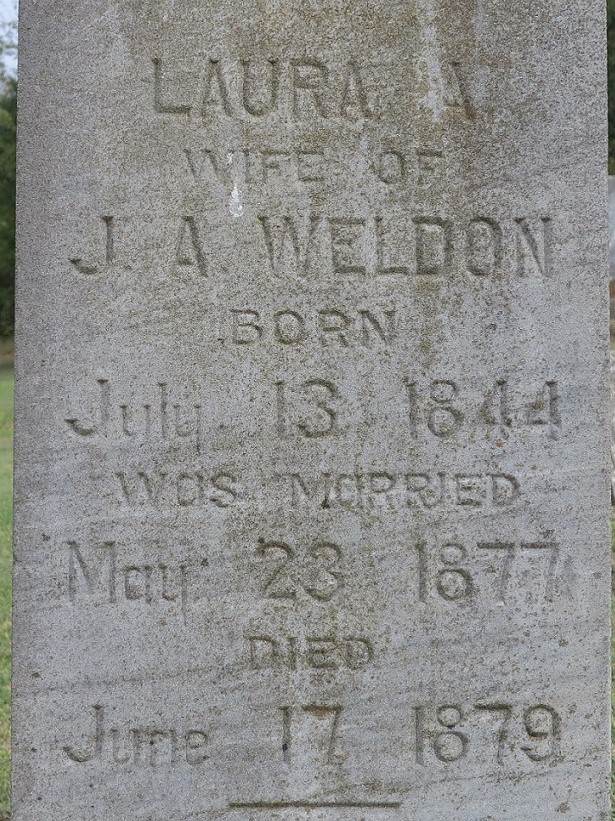 LAURA A
WIFE OF
J. A. WELDON
BORN
July 13 1844
WAS MARRIED
May 23 1877
DIED
June 17 1879